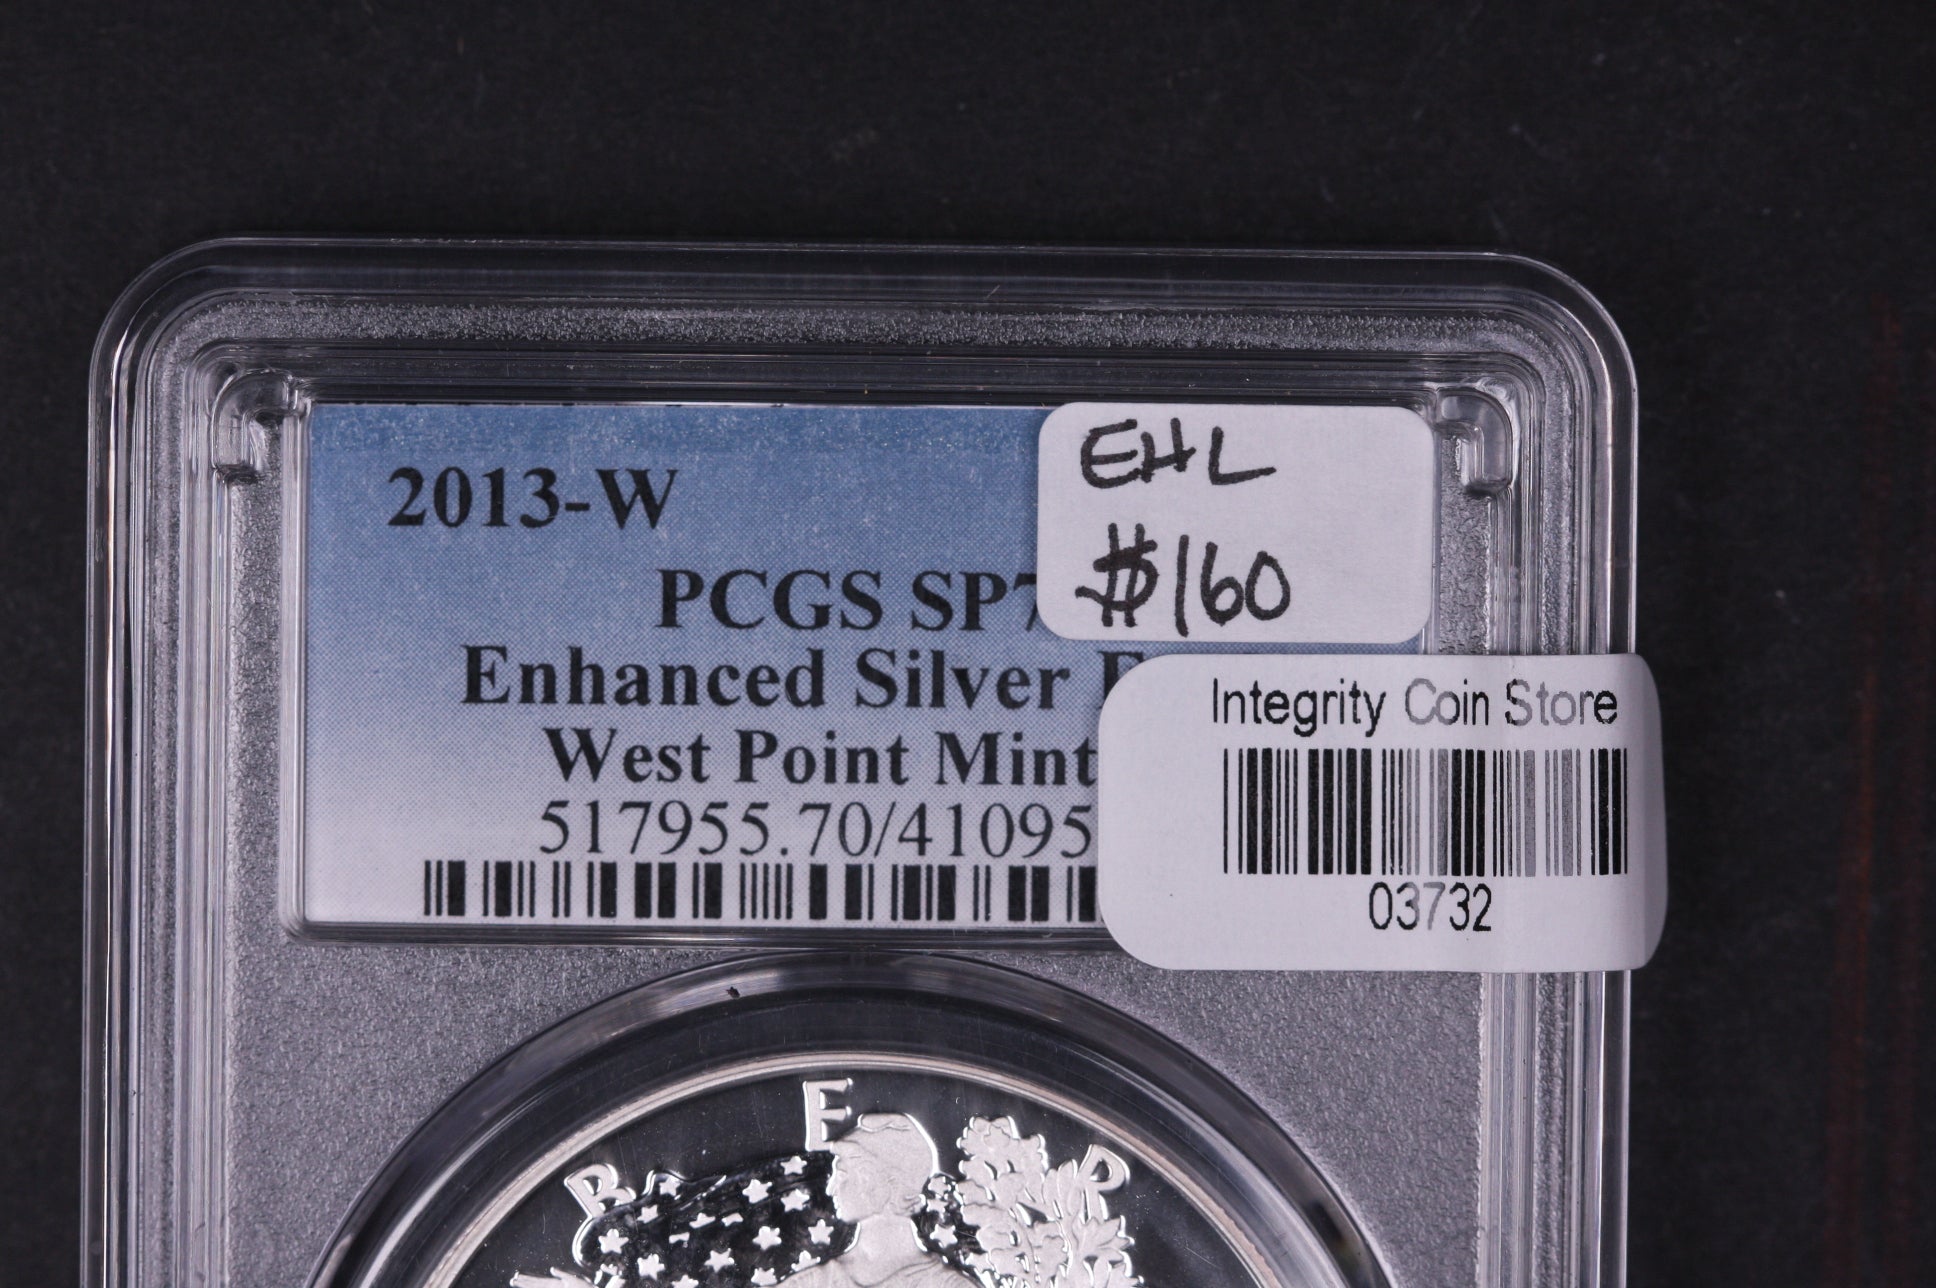 2013-W
EHL
$160
PCGS SP7
Enhanced Silver E
West Point Mint
517955.70/41095
Integrity Coin Store
03732
R E P